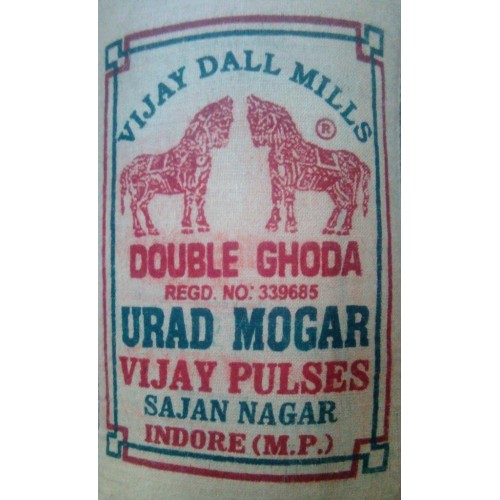 VIJAY DALL MILLS
®
DOUBLE GHODA
REGD. NO: 339685
URAD MOGAR
VIJAY PULSES
SAJAN NAGAR
INDORE (M.P.)